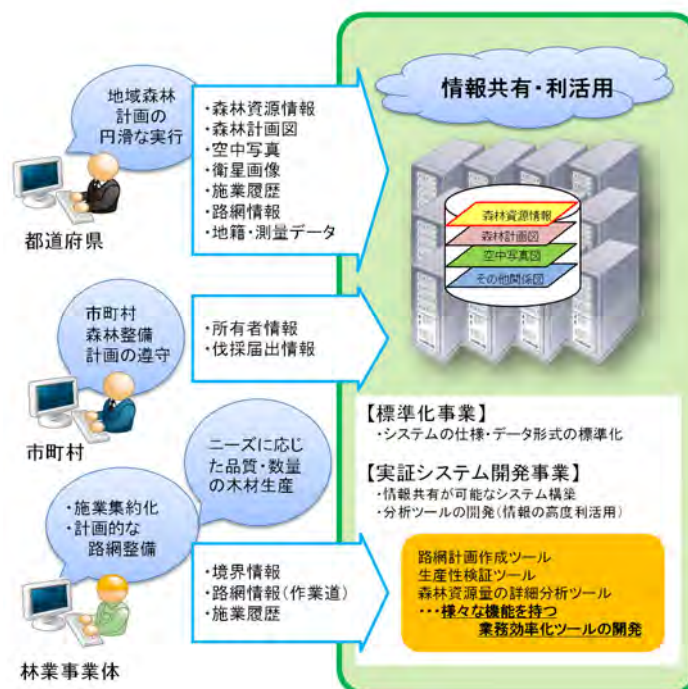 地域森林
計画の
円滑な実行
都道府県
・森林資源情報
・森林計画図
・空中写真
・衛星画像
・施業履歴
・路網情報
・地籍・測量データ
情報共有・利活用
森林資源情報
森林計画図
空中写真図
その他関係図
市町村
森林整備
計画の遵守
市町村
・所有者情報
・伐採届出情報
ニーズに応じ
た品質・数量
の木材生産
・施業集約化
・計画的な
路網整備
林業事業体
・境界情報
・路網情報(作業道)
・施業履歴
【標準化事業】
・システムの仕様・データ形式の標準化
【実証システム開発事業】
・情報共有が可能なシステム構築
・分析ツールの開発(情報の高度利活用)
路網計画作成ツール
生産性検証ツール
森林資源量の詳細分析ツール
・・・様々な機能を持つ
業務効率化ツールの開発